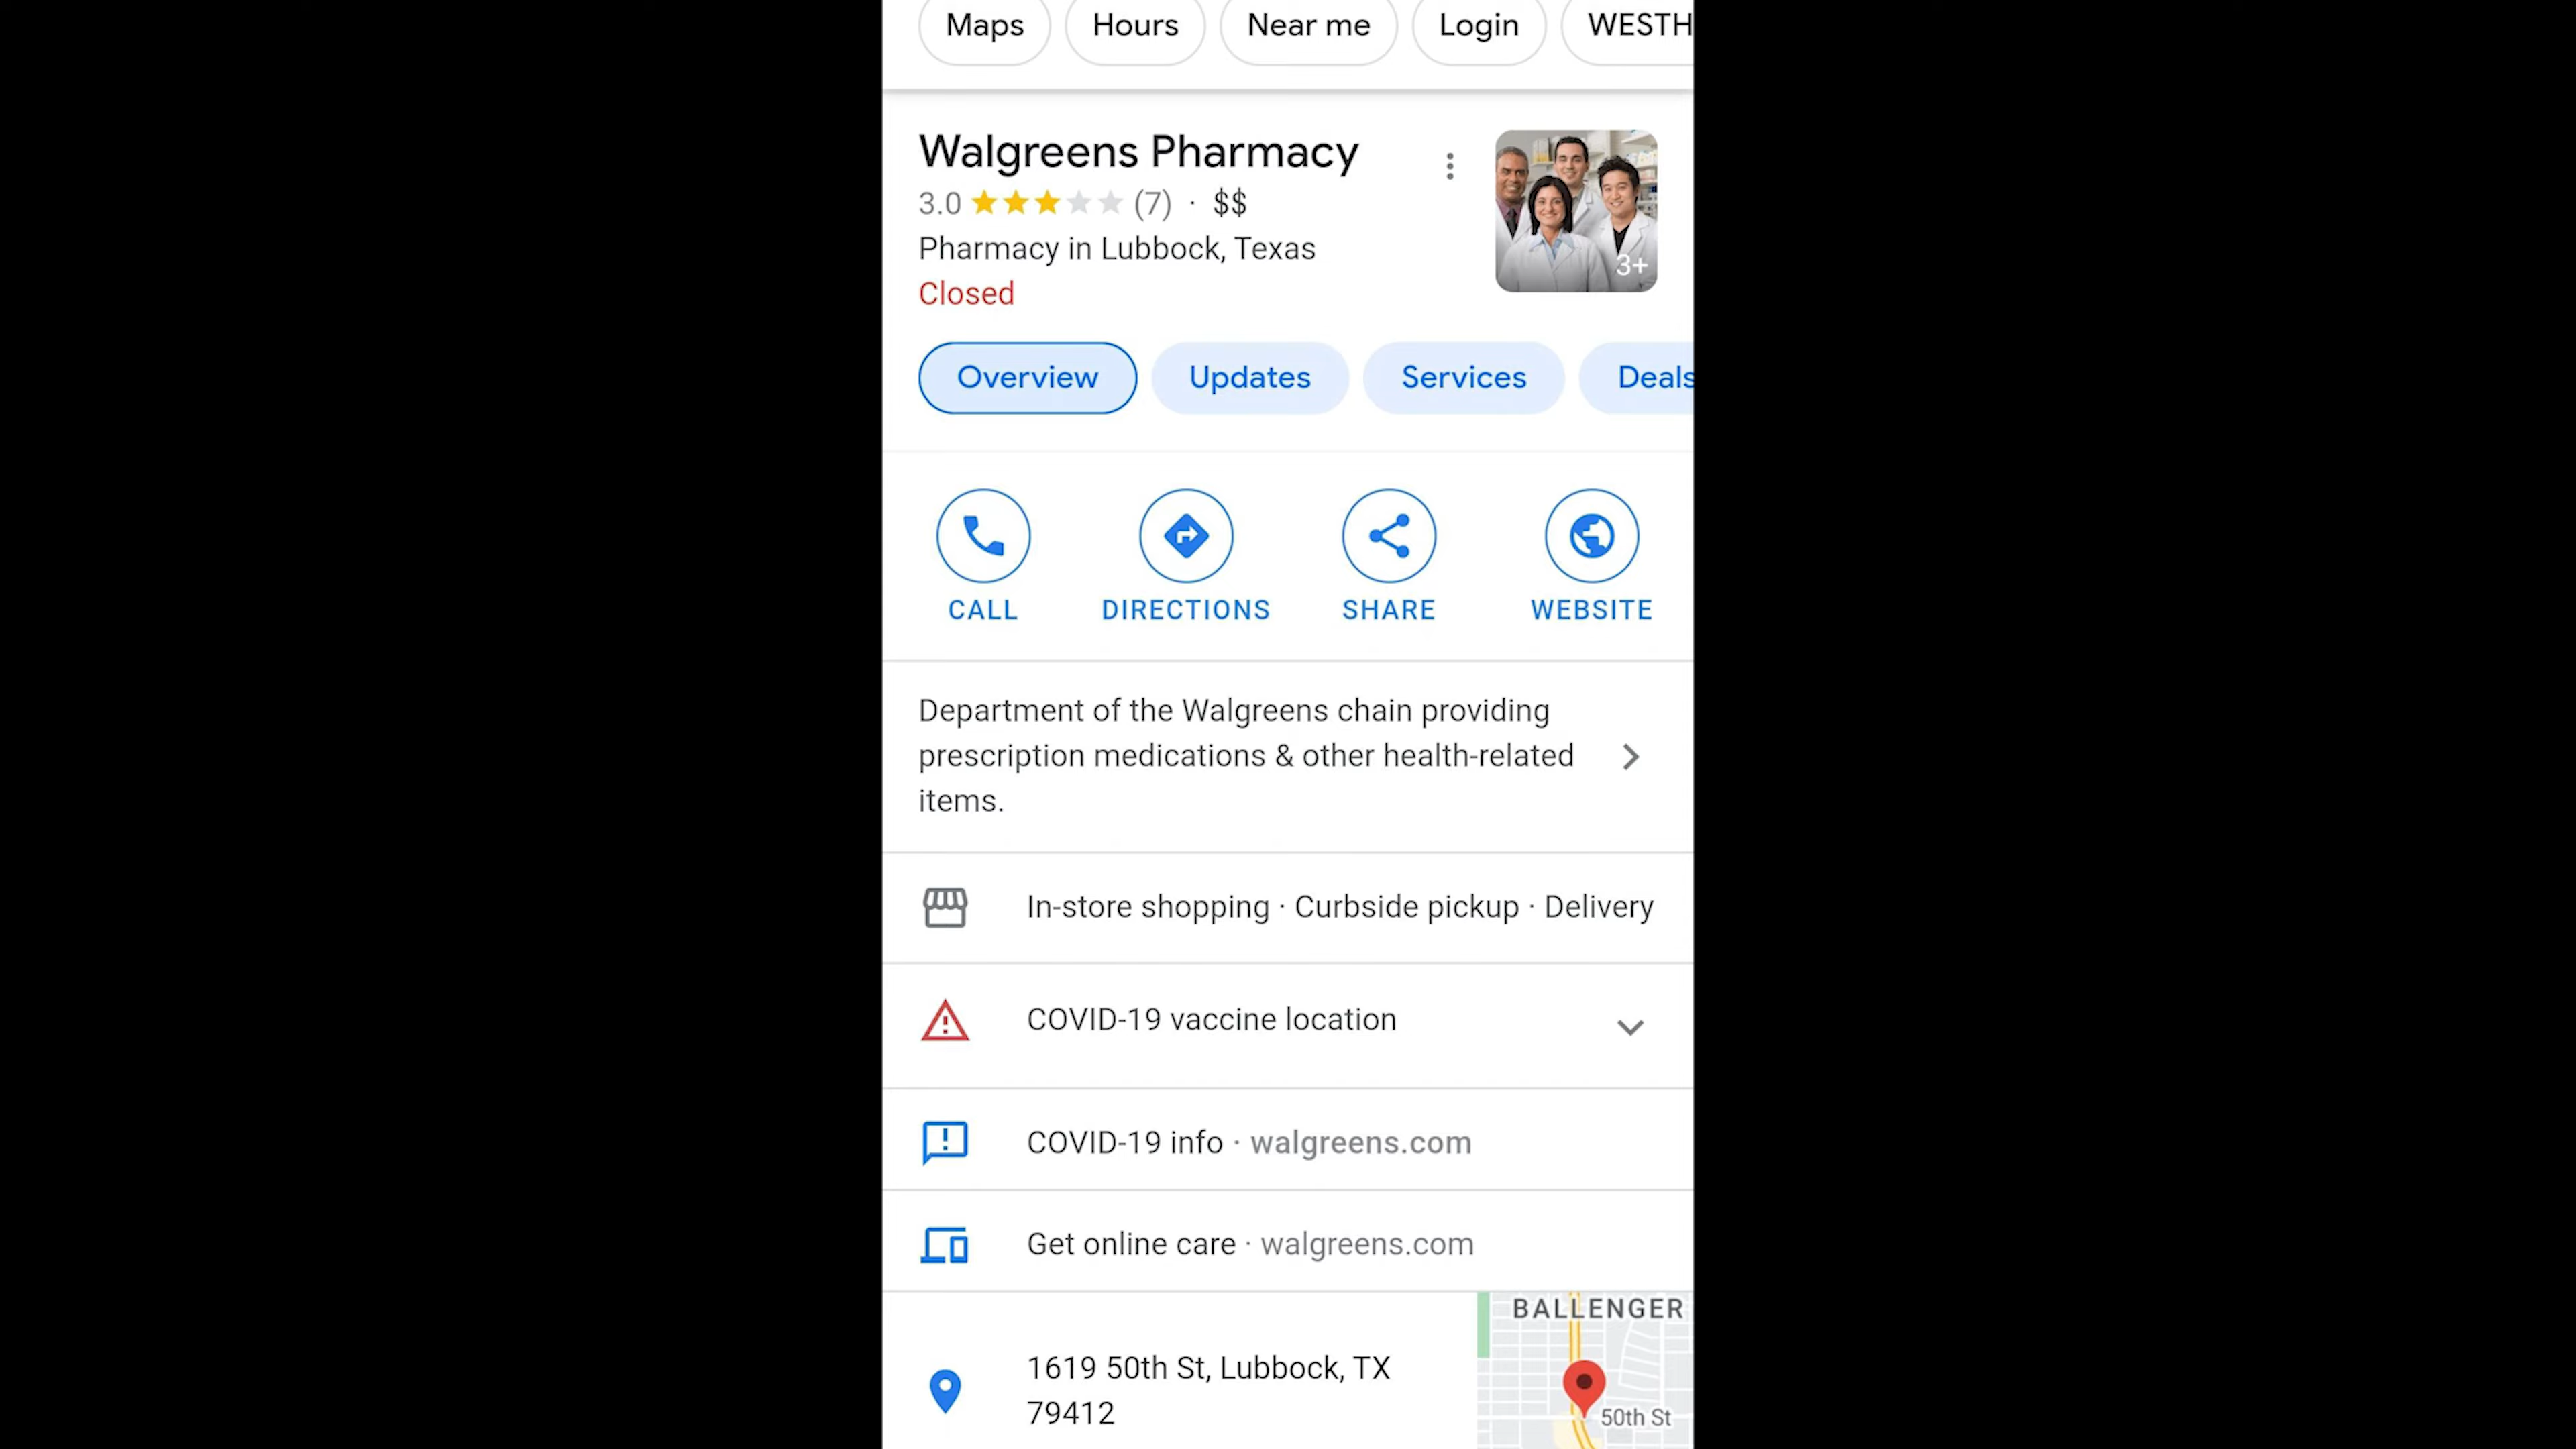 Maps Hours Near me Login WESTH
Walgreens Pharmacy
3.0 (7) · $$
Pharmacy in Lubbock, Texas
Closed
3+
Overview Updates Services Deals
CALL DIRECTIONS SHARE WEBSITE
Department of the Walgreens chain providing
prescription medications & other health-related
items.
In-store shopping · Curbside pickup · Delivery
COVID-19 vaccine location
COVID-19 info · walgreens.com
Get online care · walgreens.com
BALLENGER
1619 50th St, Lubbock, TX
79412
50th St